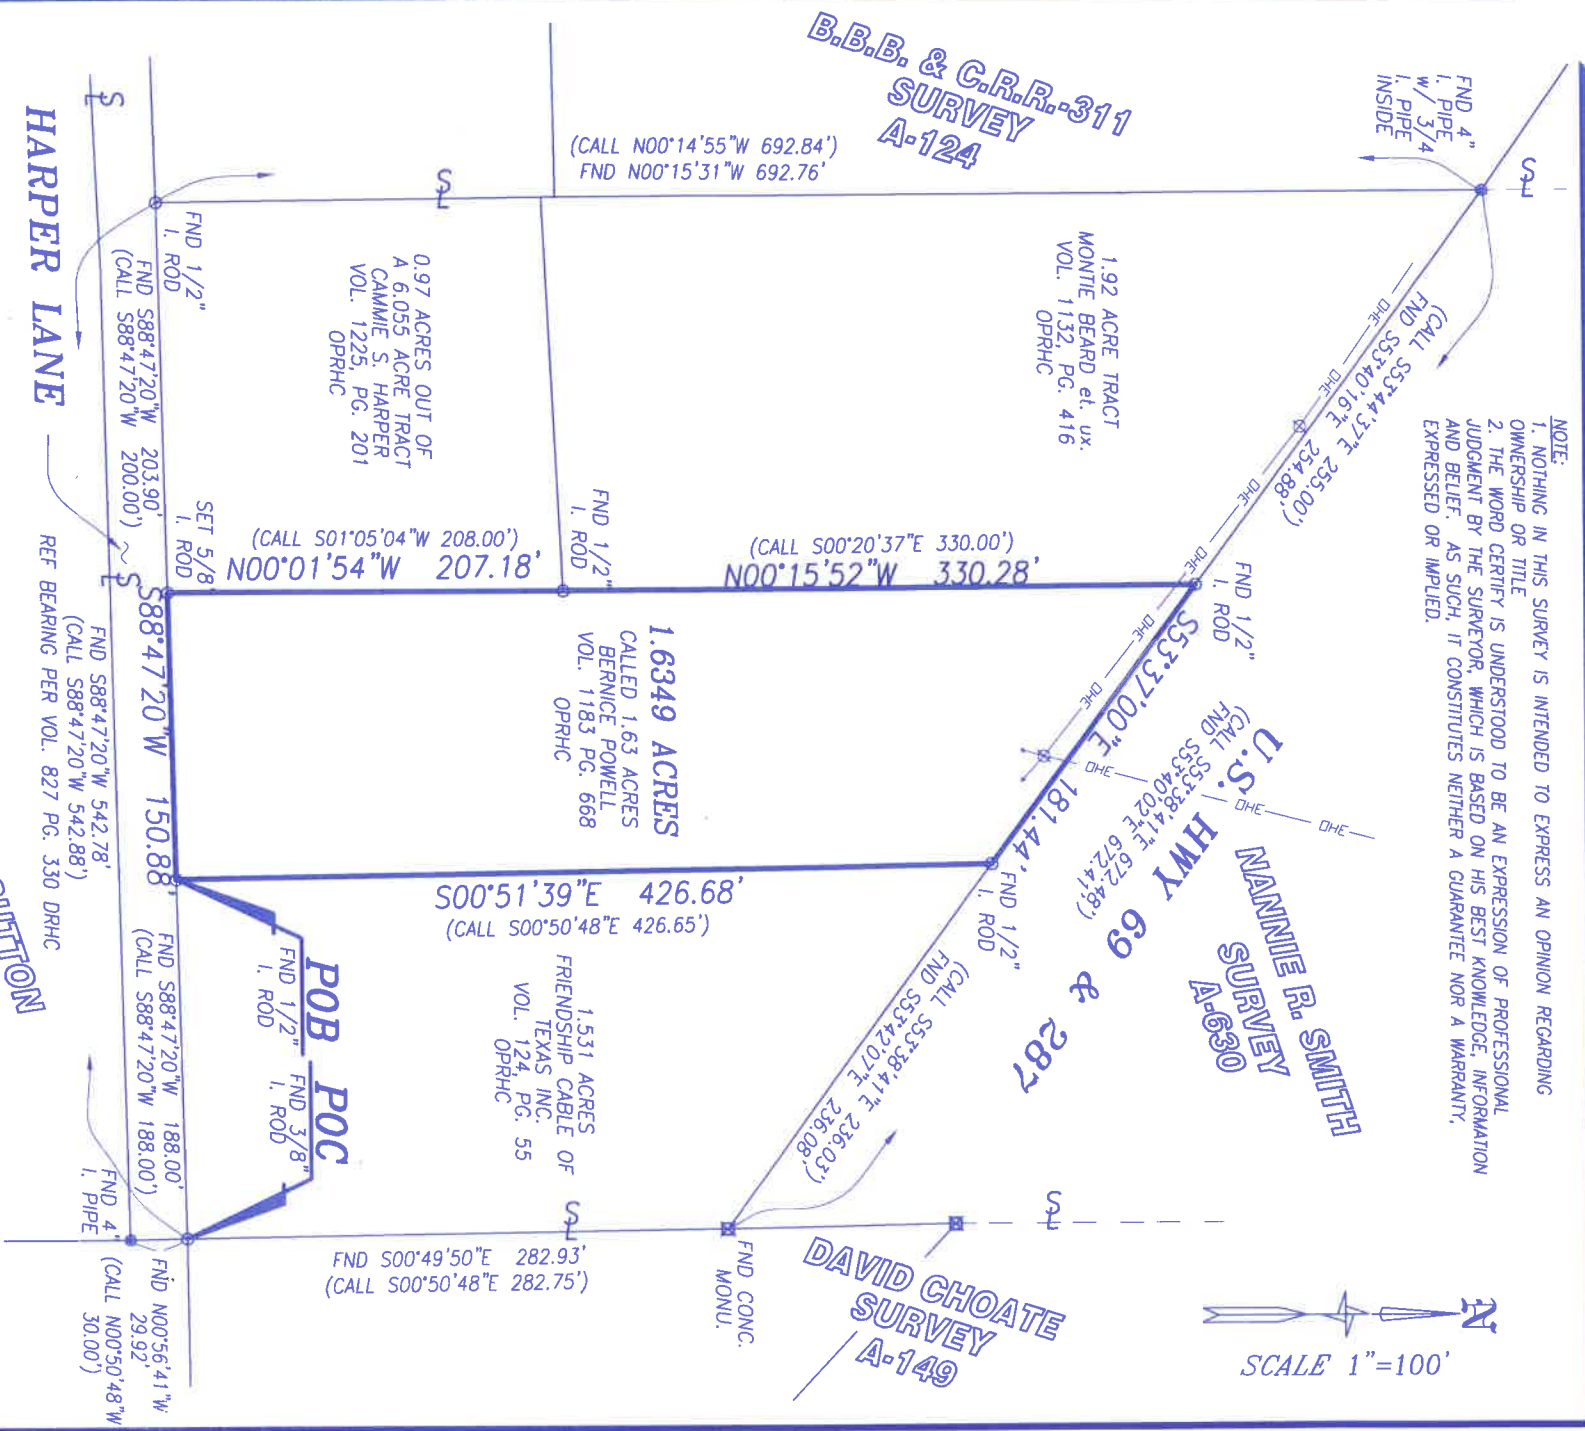 B.B.B. & C.R.R.-311
SURVEY
A-124
FND 4"
I. PIPE
w/ 3/4
I. PIPE
INSIDE
NOTE:
1. NOTHING IN THIS SURVEY IS INTENDED TO EXPRESS AN OPINION REGARDING
OWNERSHIP OR TITLE
2. THE WORD CERTIFY IS UNDERSTOOD TO BE AN EXPRESSION OF PROFESSIONAL
JUDGMENT BY THE SURVEYOR, WHICH IS BASED ON HIS BEST KNOWLEDGE, INFORMATION
AND BELIEF. AS SUCH, IT CONSTITUTES NEITHER A GUARANTEE NOR A WARRANTY,
EXPRESSED OR IMPLIED.
(CALL N00°14'55"W 692.84')
FND N00°15'31"W 692.76'
SL
SL
(CALL S53°44'37"E 255.00')
FND S53°40'16"E 254.88'
OHE
OHE
OHE
OHE
OHE
OHE
OHE
OHE
OHE
OHE
1.92 ACRE TRACT
MONTIE BEARD et. ux.
VOL. 1132, PG. 416
OPRHC
0.97 ACRES OUT OF
A 6.055 ACRE TRACT
CAMMIE S. HARPER
VOL. 1225, PG. 201
OPRHC
FND 1/2"
I. ROD
SL
HARPER LANE
FND S88°47'20"W 203.90'
(CALL S88°47'20"W 200.00')
SET 5/8"
I. ROD
(CALL S01°05'04"W 208.00')
N00°01'54"W 207.18'
FND 1/2"
I. ROD
(CALL S00°20'37"E 330.00')
N00°15'52"W 330.28'
FND 1/2"
I. ROD
S53°37'00"E 181.44'
(CALL S53°38'41"E 672.48')
FND S53°40'02"E 672.41'
U.S. HWY 69 & 287
NANNIE R. SMITH
SURVEY
A-630
1.6349 ACRES
CALLED 1.63 ACRES
BERNICE POWELL
VOL. 1183 PG. 668
OPRHC
SL
S88°47'20"W 150.88'
FND S88°47'20"W 542.78'
(CALL S88°47'20"W 542.88')
REF BEARING PER VOL. 827 PG. 330 DRHC
S00°51'39"E 426.68'
(CALL S00°50'48"E 426.65')
FND 1/2"
I. ROD
(CALL S53°38'41"E 236.03')
FND S53°42'07"E 236.08'
1.531 ACRES
FRIENDSHIP CABLE OF
TEXAS INC.
VOL. 124, PG. 55
OPRHC
POB
FND 1/2"
I. ROD
POC
FND 3/8"
I. ROD
FND S88°47'20"W 188.00'
(CALL S88°47'20"W 188.00')
FND 4"
I. PIPE
FND N00°56'41"W
29.92'
(CALL N00°50'48"W
30.00')
SL
FND S00°49'50"E 282.93'
(CALL S00°50'48"E 282.75')
FND CONC.
MONU.
SL
DAVID CHOATE
SURVEY
A-149
N
SCALE 1"=100'